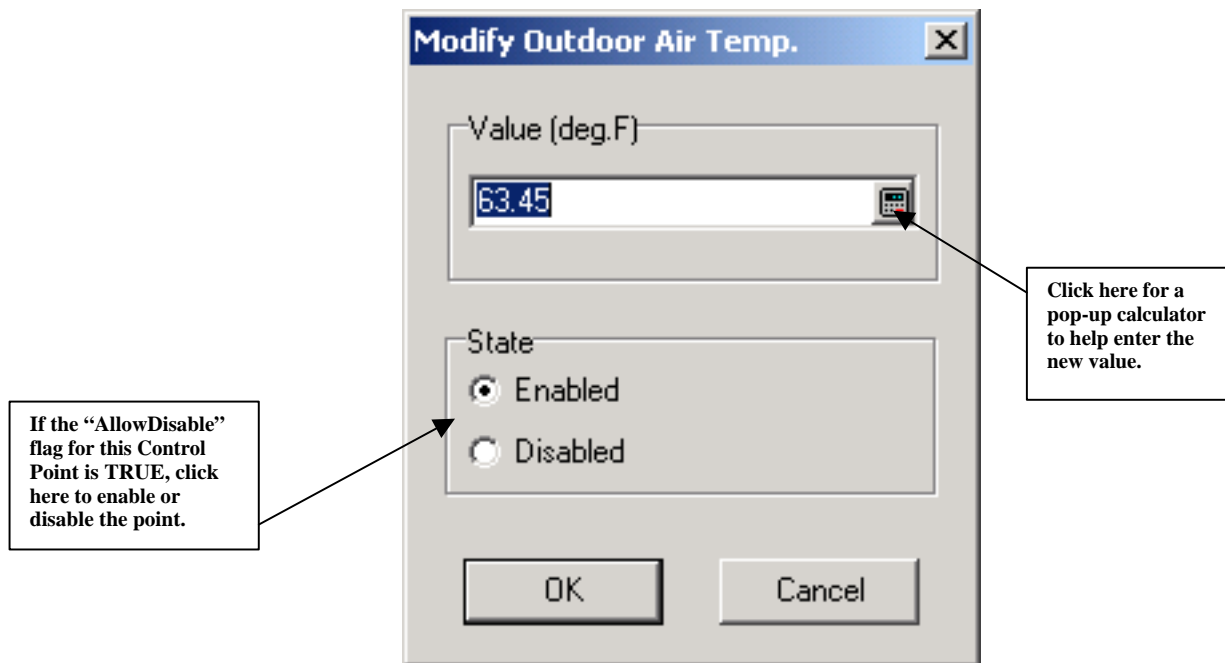 Modify Outdoor Air Temp.
Value (deg.F)
63.45
Click here for a
pop-up calculator
to help enter the
new value.
State
Enabled
Disabled
If the “AllowDisable”
flag for this Control
Point is TRUE, click
here to enable or
disable the point.
OK
Cancel